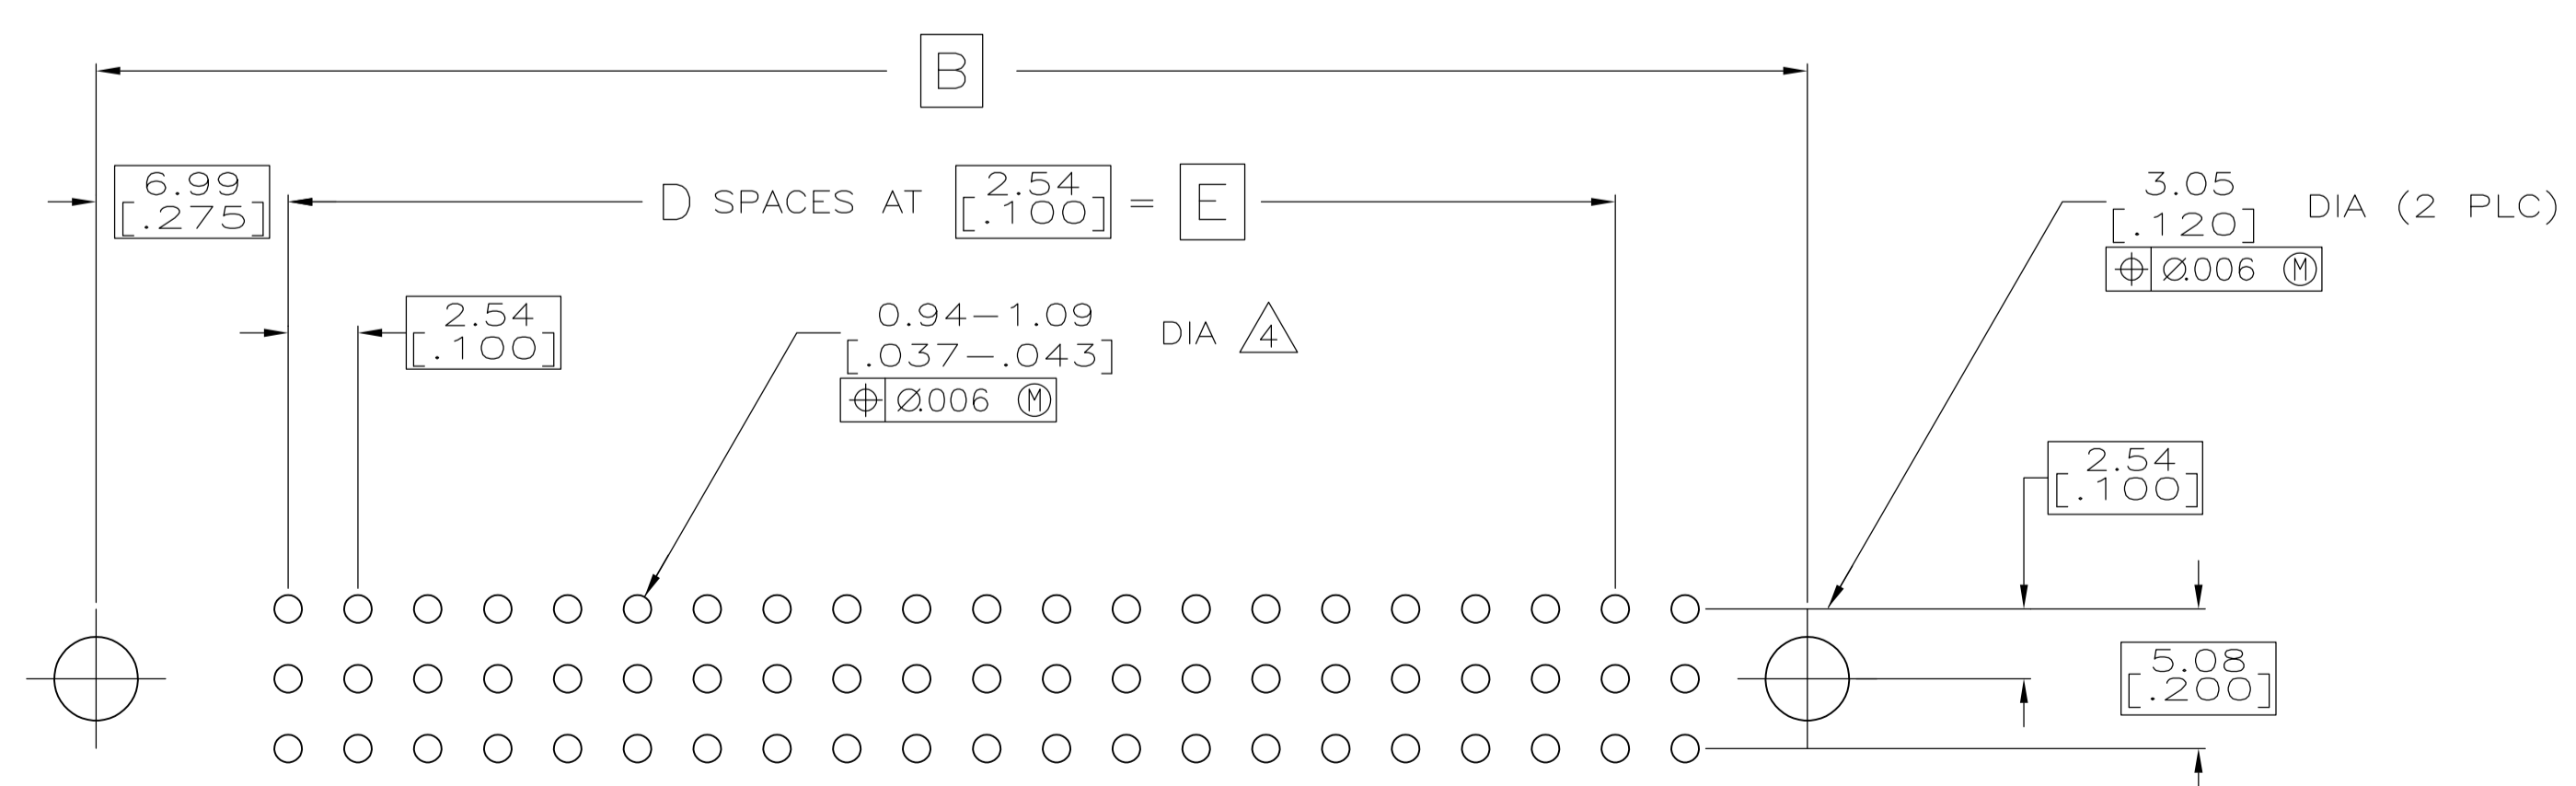 B
6.99
[.275]
D SPACES AT 2.54 [.100] = E
3.05
[.120] DIA (2 PLC)
⌖ Ø.006 Ⓜ
2.54
[.100]
0.94–1.09
[.037–.043] DIA 4
⌖ Ø.006 Ⓜ
2.54
[.100]
5.08
[.200]